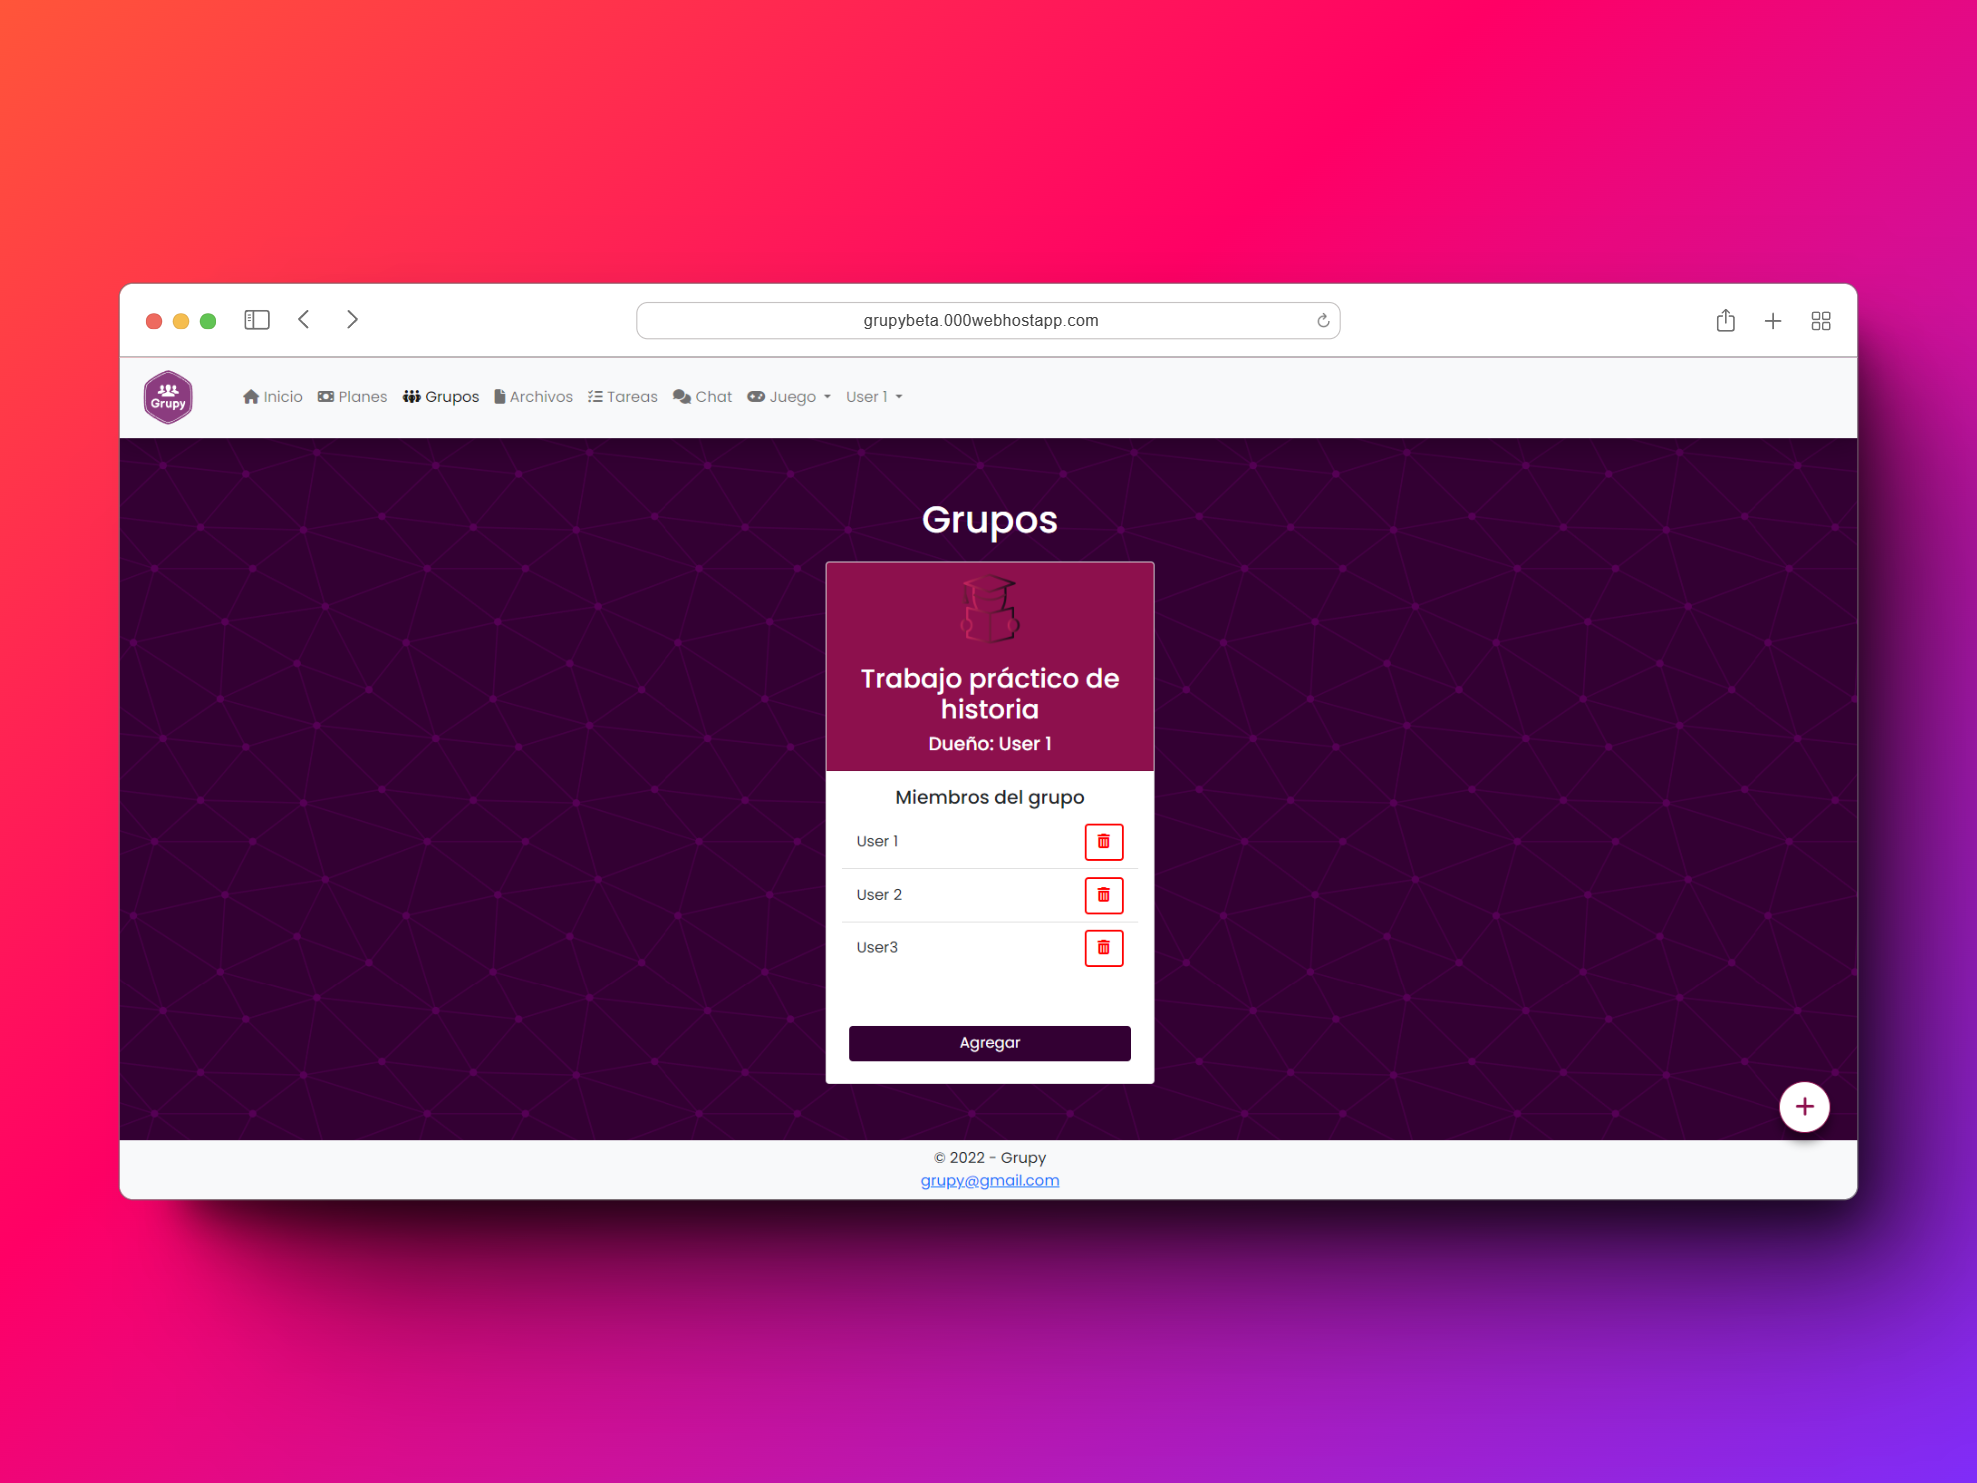 grupybeta.000webhostapp.com
Grupy
Inicio Planes Grupos Archivos Tareas Chat Juego User 1
Grupos
Trabajo práctico de
historia
Dueño: User 1
Miembros del grupo
User 1
User 2
User3
Agregar
© 2022 - Grupy
grupy@gmail.com